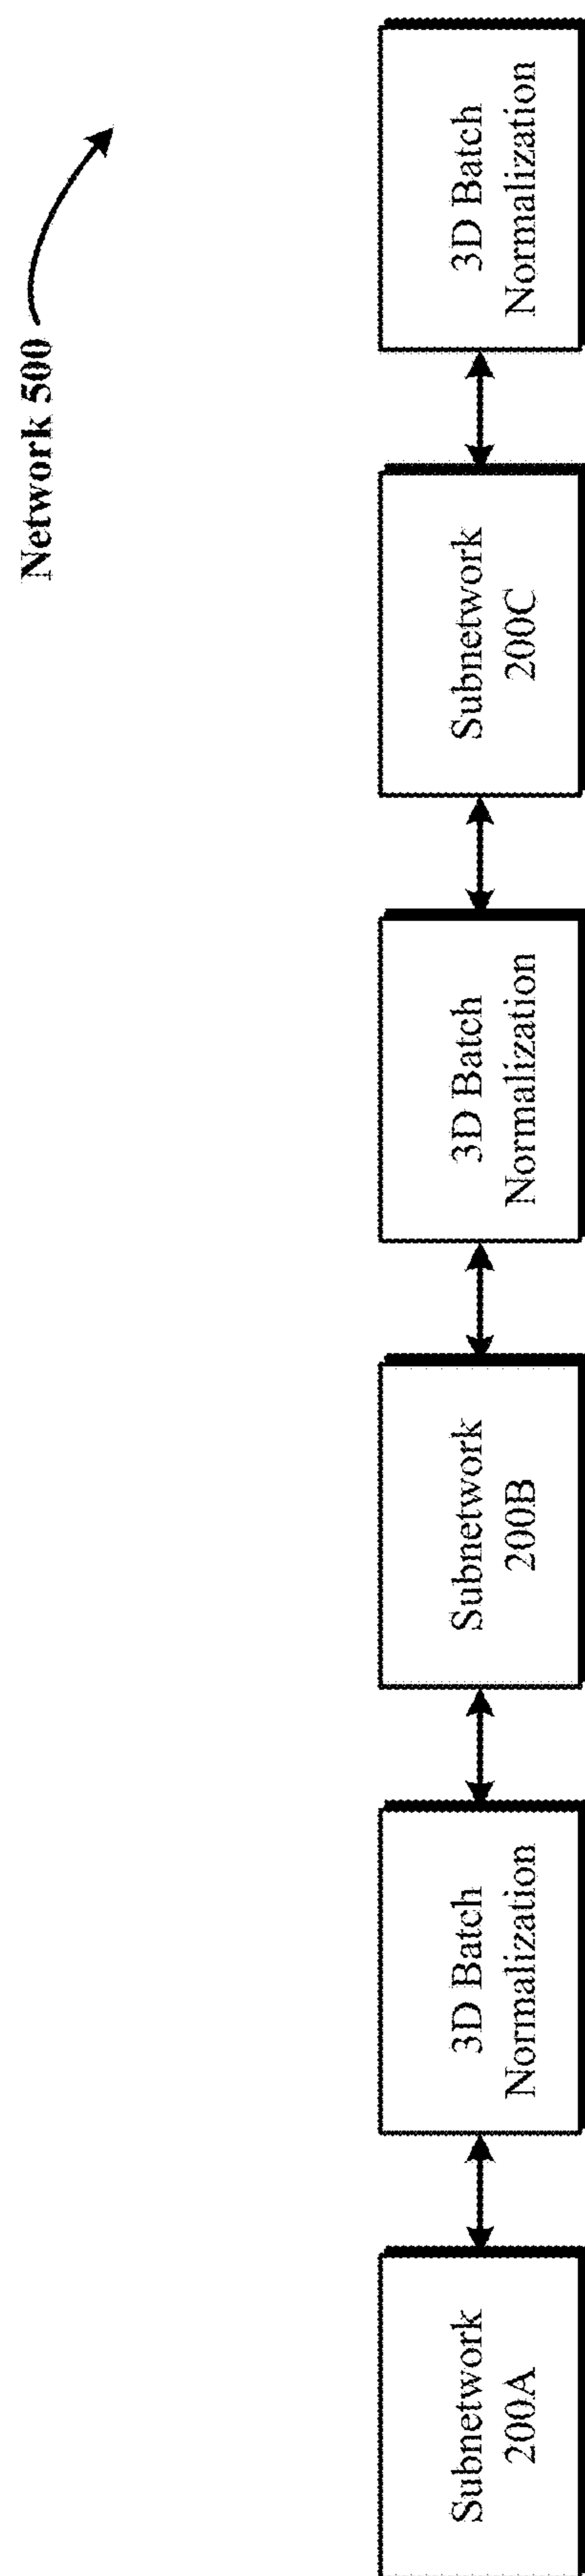 Network 500
Subnetwork
200A
3D Batch
Normalization
Subnetwork
200B
3D Batch
Normalization
Subnetwork
200C
3D Batch
Normalization